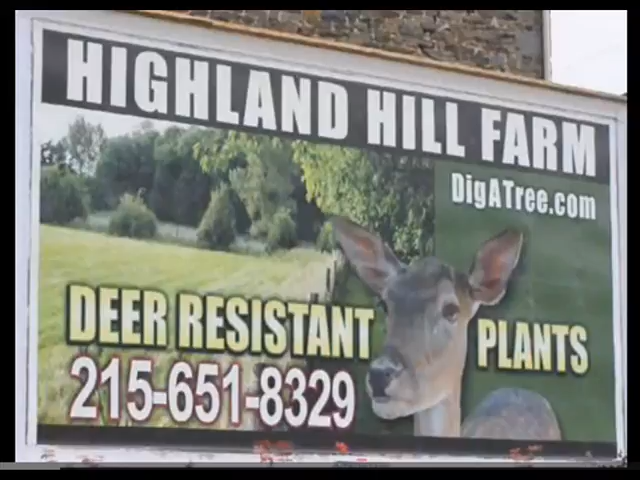 HIGHLAND HILL FARM
DigATree.com
DEER RESISTANT PLANTS
215-651-8329